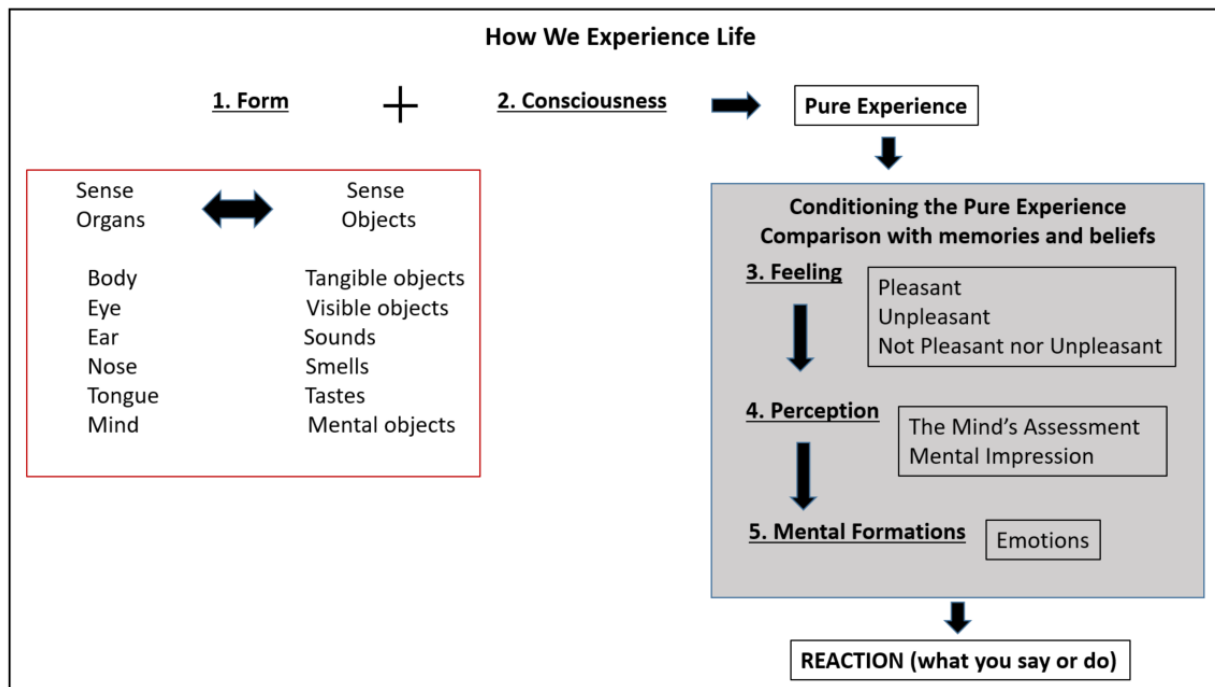 How We Experience Life
1. Form
2. Consciousness
Pure Experience
Sense
Organs
Sense
Objects
Body
Tangible objects
Eye
Visible objects
Ear
Sounds
Nose
Smells
Tongue
Tastes
Mind
Mental objects
Conditioning the Pure Experience
Comparison with memories and beliefs
3. Feeling
Pleasant
Unpleasant
Not Pleasant nor Unpleasant
4. Perception
The Mind's Assessment
Mental Impression
5. Mental Formations
Emotions
REACTION (what you say or do)